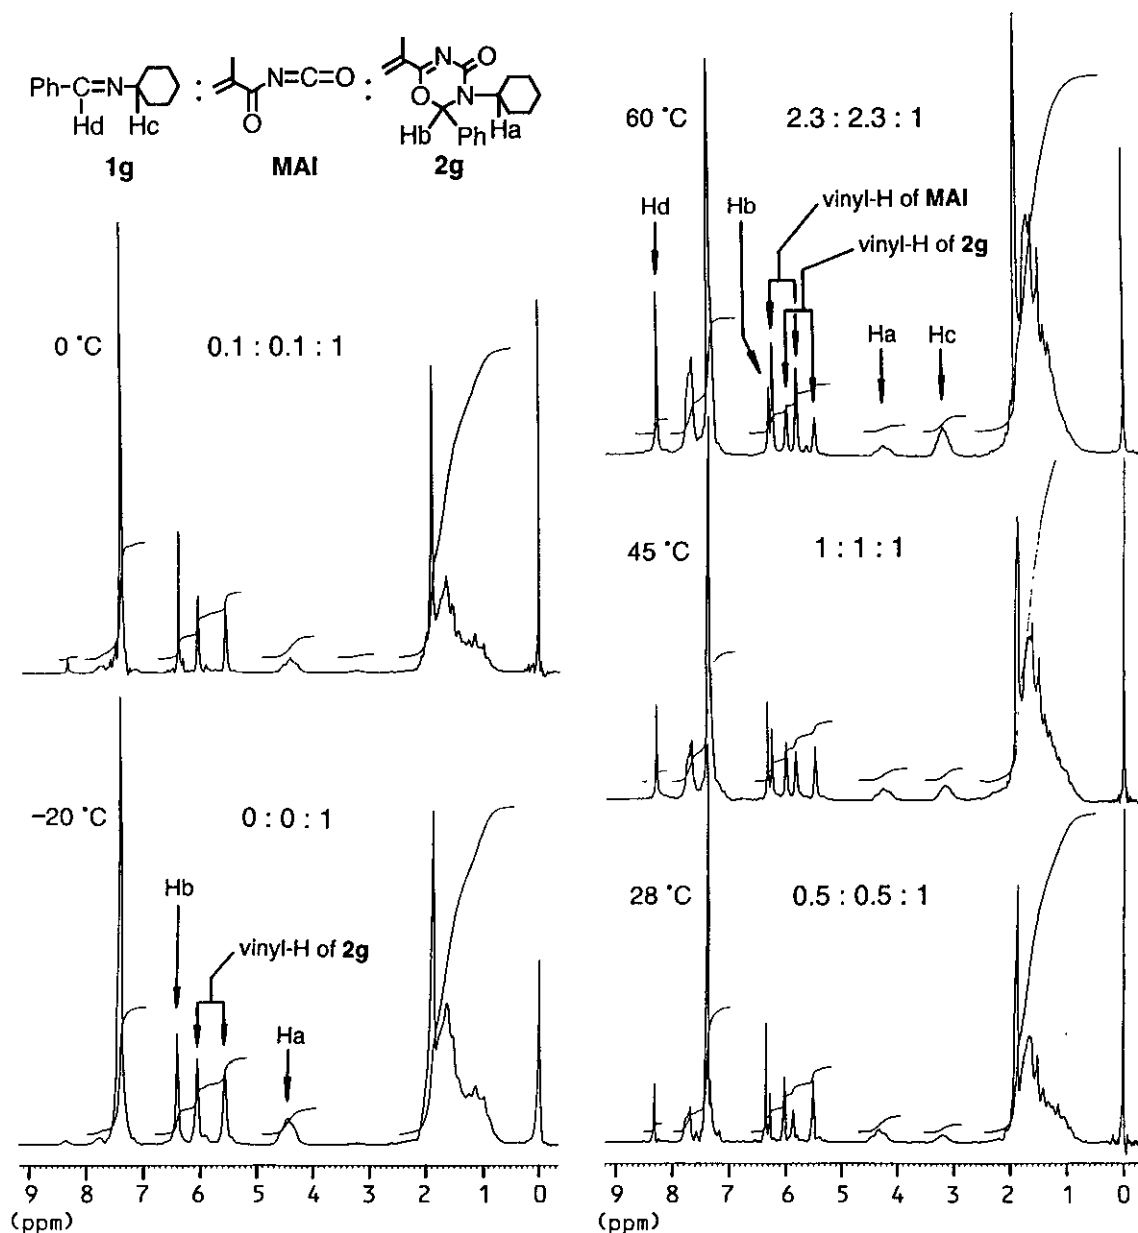 Ph-C=N
Hd
Hc
1g
:
N=C=O
O
MAI
:
N
O
O
N
Hb
Ph
Ha
2g
0 °C
0.1 : 0.1 : 1
−20 °C
0 : 0 : 1
Hb
vinyl-H of 2g
Ha
9 8 7 6 5 4 3 2 1 0
(ppm)
60 °C
2.3 : 2.3 : 1
Hd
Hb
vinyl-H of MAI
vinyl-H of 2g
Ha
Hc
45 °C
1 : 1 : 1
28 °C
0.5 : 0.5 : 1
9 8 7 6 5 4 3 2 1 0
(ppm)